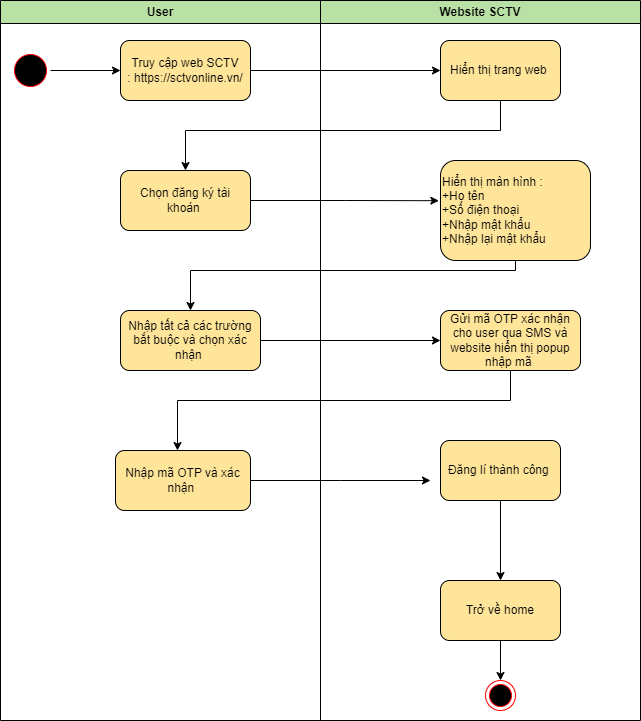 User
Website SCTV
Truy cập web SCTV
: https://sctvonline.vn/
Hiển thị trang web
Chọn đăng ký tài
khoán
Hiển thị màn hình :
+Họ tên
+Số điện thoại
+Nhập mật khẩu
+Nhập lại mật khẩu
Nhập tất cả các trường
bắt buộc và chọn xác
nhận
Gửi mã OTP xác nhận
cho user qua SMS và
website hiển thị popup
nhập mã
Nhập mã OTP và xác
nhận
Đăng lí thành công
Trở về home